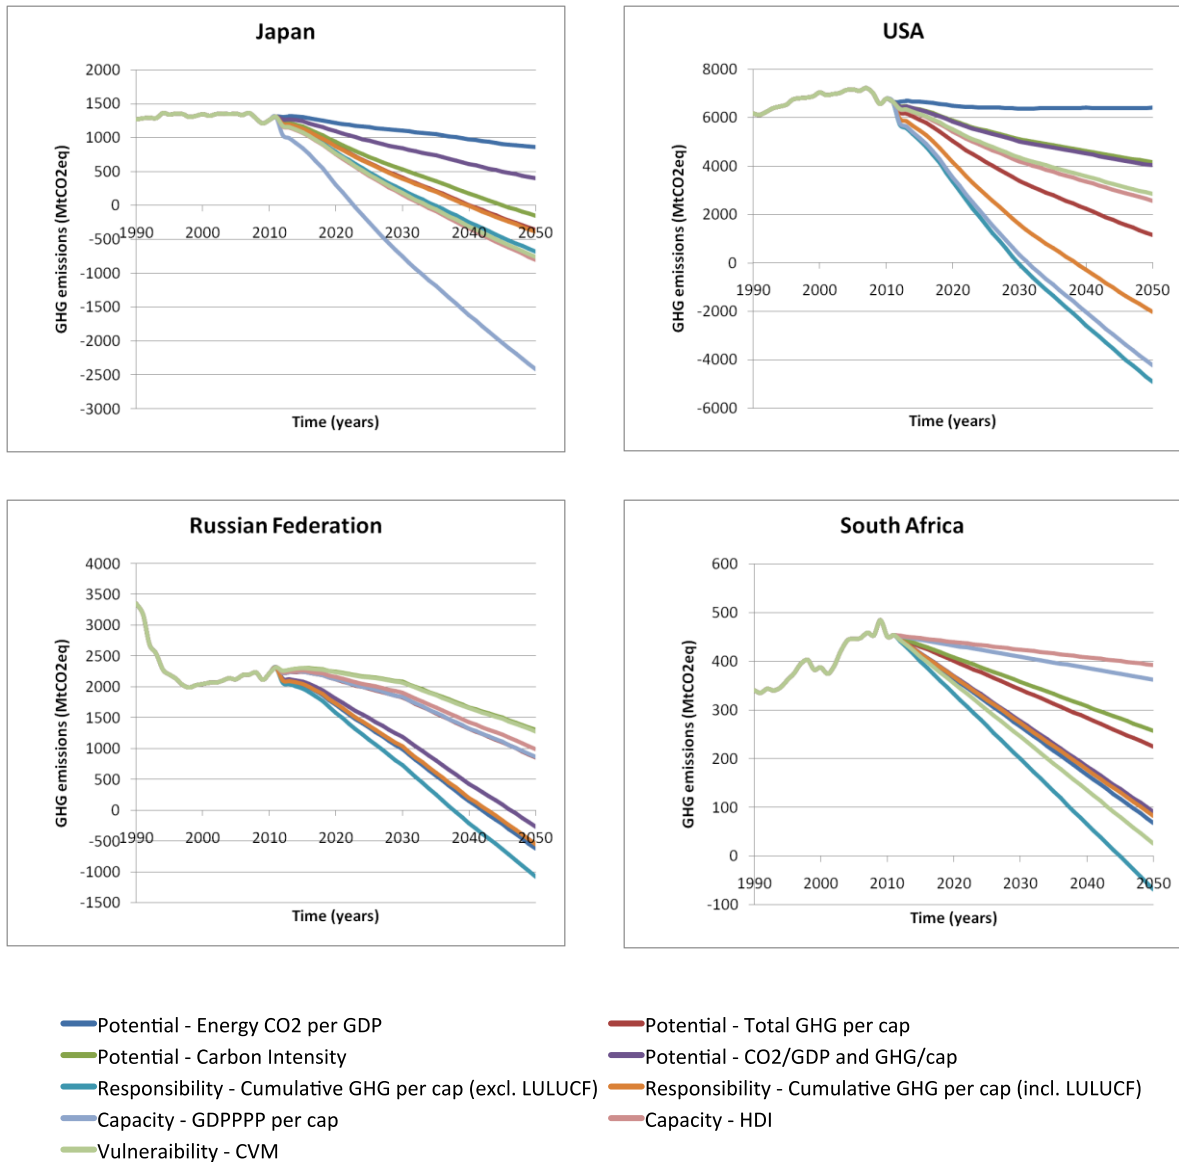 Japan
GHG emissions (MtCO2eq)
2000
1500
1000
500
0
-500
-1000
-1500
-2000
-2500
-3000
1990 2000 2010 2020 2030 2040 2050
Time (years)
USA
GHG emissions (MtCO2eq)
8000
6000
4000
2000
0
-2000
-4000
-6000
1990 2000 2010 2020 2030 2040 2050
Time (years)
Russian Federation
GHG emissions (MtCO2eq)
4000
3500
3000
2500
2000
1500
1000
500
0
-500
-1000
-1500
1990 2000 2010 2020 2030 2040 2050
Time (years)
South Africa
GHG emissions (MtCO2eq)
600
500
400
300
200
100
0
-100
1990 2000 2010 2020 2030 2040 2050
Time (years)
Potential - Energy CO2 per GDP
Potential - Total GHG per cap
Potential - Carbon Intensity
Potential - CO2/GDP and GHG/cap
Responsibility - Cumulative GHG per cap (excl. LULUCF)
Responsibility - Cumulative GHG per cap (incl. LULUCF)
Capacity - GDPPPP per cap
Capacity - HDI
Vulneraibility - CVM